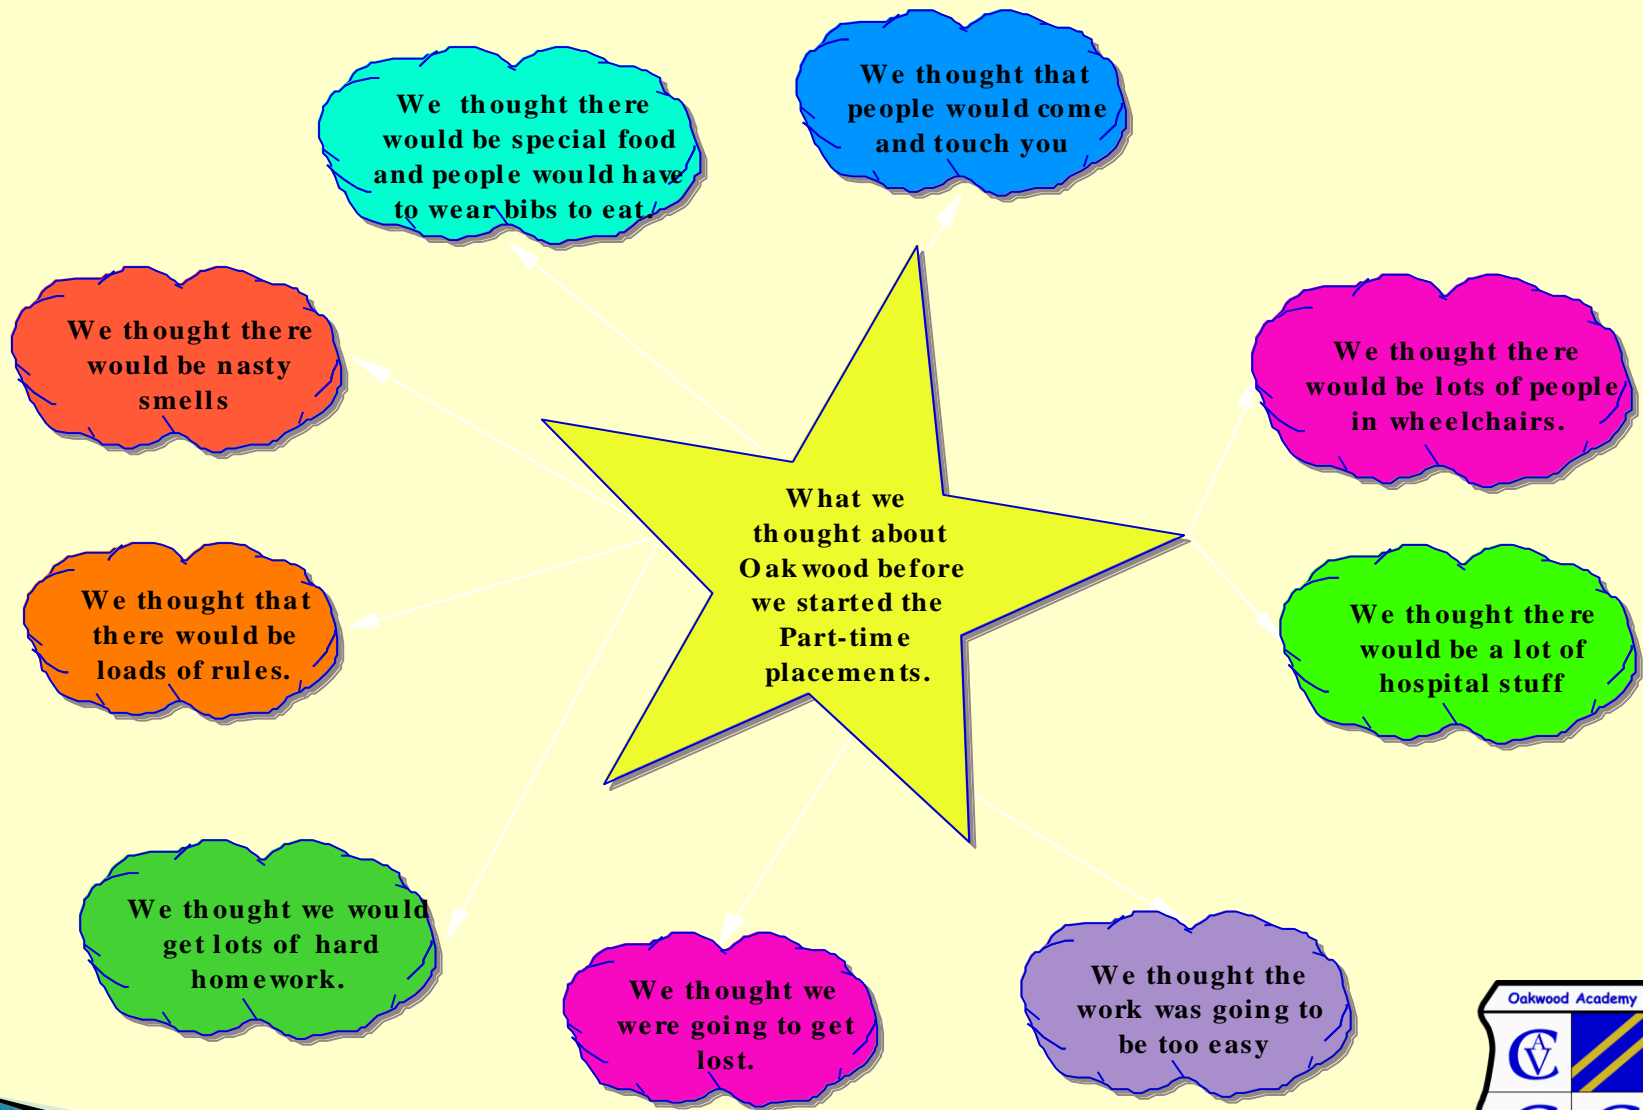 We thought there
would be special food
and people would have
to wear bibs to eat.
We thought that
people would come
and touch you
We thought there
would be nasty
smells
We thought there
would be lots of people
in wheelchairs.
What we
thought about
Oakwood before
we started the
Part-time
placements.
We thought that
there would be
loads of rules.
We thought there
would be a lot of
hospital stuff
We thought we would
get lots of hard
homework.
We thought we
were going to get
lost.
We thought the
work was going to
be too easy
Oakwood Academy